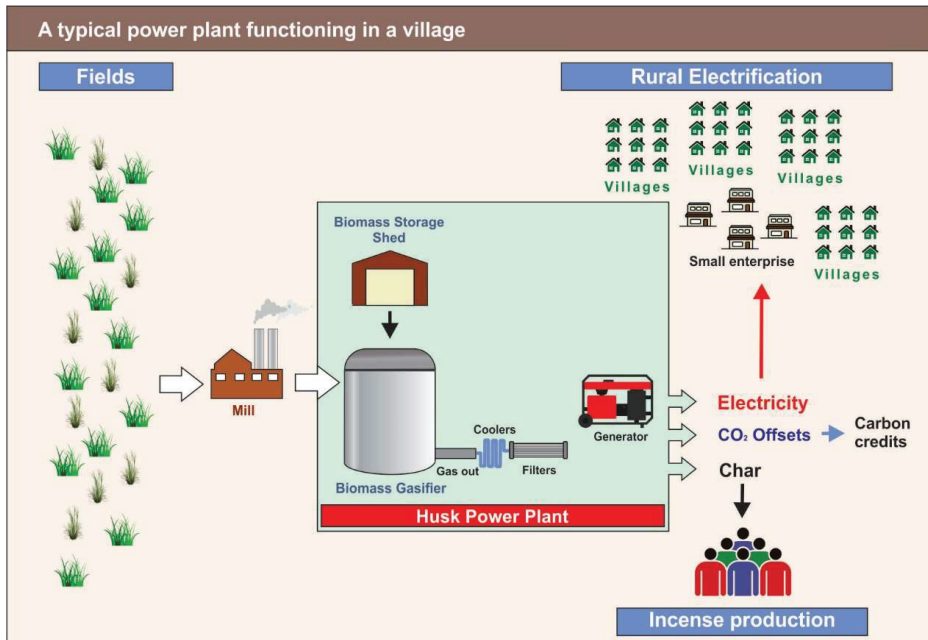 A typical power plant functioning in a village
Fields
Rural Electrification
Villages
Villages
Villages
Small enterprise
Villages
Biomass Storage
Shed
Mill
Coolers
Gas out
Filters
Generator
Biomass Gasifier
Husk Power Plant
Electricity
CO₂ Offsets
Carbon
credits
Char
Incense production